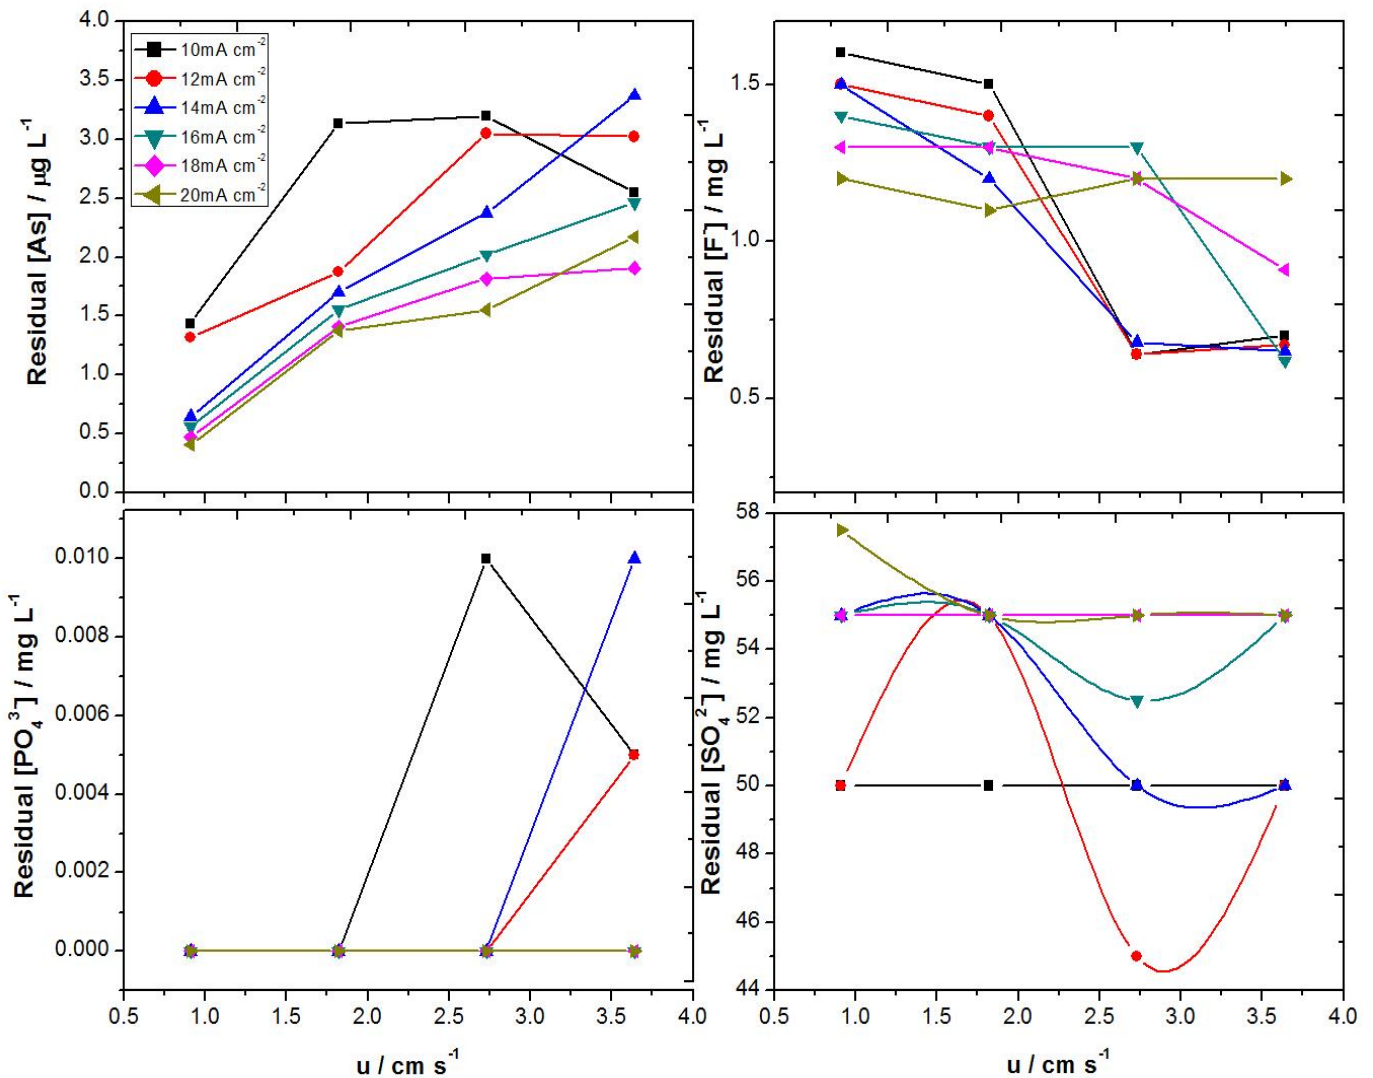 4.0
3.5
3.0
2.5
2.0
1.5
1.0
0.5
0.0
Residual [As] / µg L⁻¹
10mA cm⁻²
12mA cm⁻²
14mA cm⁻²
16mA cm⁻²
18mA cm⁻²
20mA cm⁻²
1.5
1.0
0.5
Residual [F⁻] / mg L⁻¹
0.010
0.008
0.006
0.004
0.002
0.000
Residual [PO₄³⁻] / mg L⁻¹
0.5 1.0 1.5 2.0 2.5 3.0 3.5 4.0
u / cm s⁻¹
58
56
54
52
50
48
46
44
Residual [SO₄²⁻] / mg L⁻¹
0.5 1.0 1.5 2.0 2.5 3.0 3.5 4.0
u / cm s⁻¹